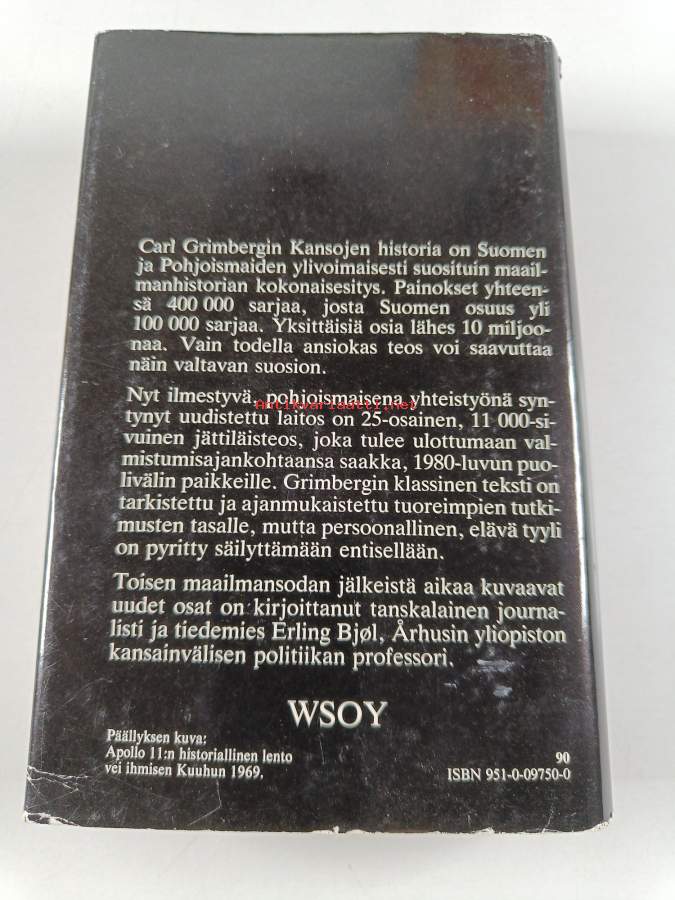 Carl Grimbergin Kansojen historia on Suomen
ja Pohjoismaiden ylivoimaisesti suosituin maail-
manhistorian kokonaisesitys. Painokset yhteen-
sä 400 000 sarjaa, josta Suomen osuus yli
100 000 sarjaa. Yksittäisiä osia lähes 10 miljoo-
naa. Vain todella ansiokas teos voi saavuttaa
näin valtavan suosion.
Nyt ilmestyvä, pohjoismaisena yhteistyönä syn-
Antikvariaatti.net
tynyt uudistettu laitos on 25-osainen, 11 000-si-
vuinen jättiläisteos, joka tulee ulottumaan val-
mistumisajankohtaansa saakka, 1980-luvun puo-
livälin paikkeille. Grimbergin klassinen teksti on
tarkistettu ja ajanmukaistettu tuoreimpien tutki-
musten tasalle, mutta persoonallinen, elävä tyyli
on pyritty säilyttämään entisellään.
Toisen maailmansodan jälkeistä aikaa kuvaavat
uudet osat on kirjoittanut tanskalainen journa-
listi ja tiedemies Erling Bjøl, Århusin yliopiston
kansainvälisen politiikan professori.
WSOY
Päällyksen kuva:
Apollo 11:n historiallinen lento
vei ihmisen Kuuhun 1969.
90
ISBN 951-0-09750-0